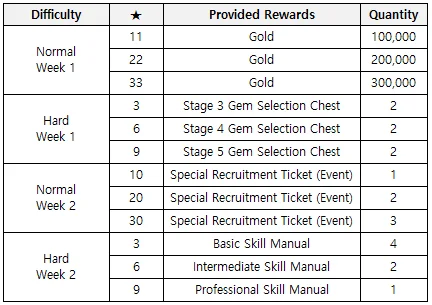 Difficulty ★ Provided Rewards Quantity
Normal Week 1
11 Gold 100,000
22 Gold 200,000
33 Gold 300,000
Hard Week 1
3 Stage 3 Gem Selection Chest 2
6 Stage 4 Gem Selection Chest 2
9 Stage 5 Gem Selection Chest 2
Normal Week 2
10 Special Recruitment Ticket (Event) 1
20 Special Recruitment Ticket (Event) 2
30 Special Recruitment Ticket (Event) 3
Hard Week 2
3 Basic Skill Manual 4
6 Intermediate Skill Manual 2
9 Professional Skill Manual 1